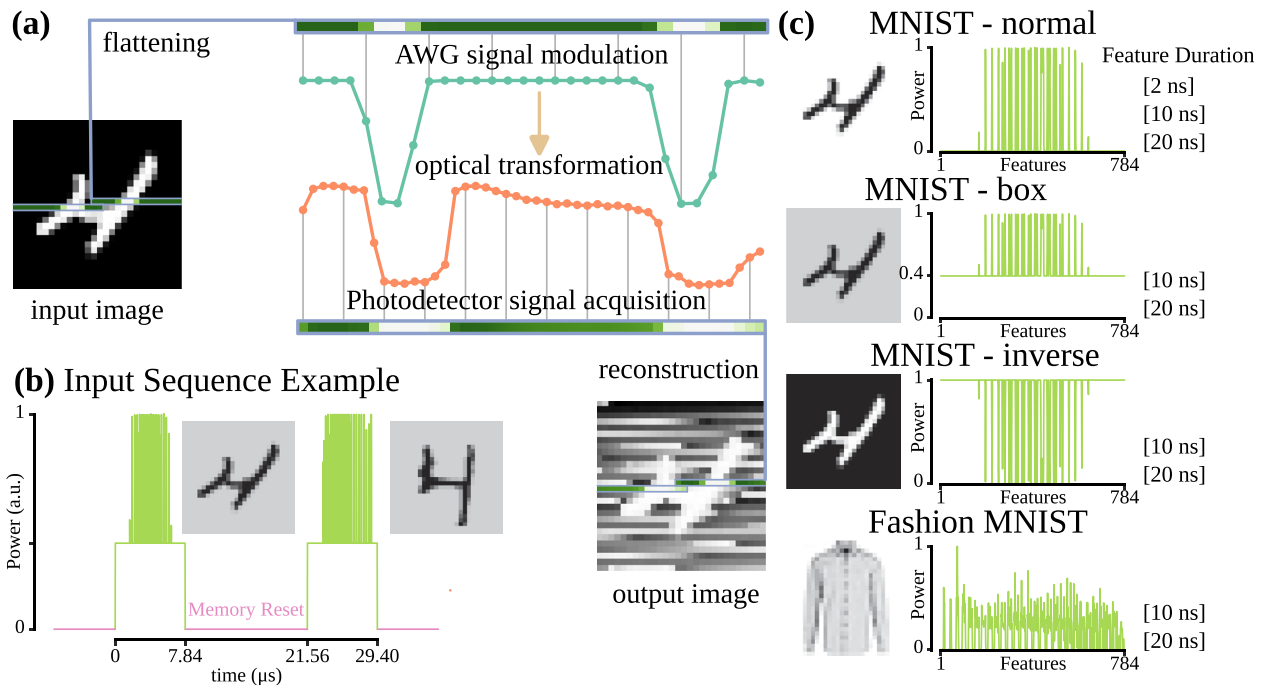 (a)
flattening
AWG signal modulation
optical transformation
Photodetector signal acquisition
input image
reconstruction
output image
(b) Input Sequence Example
Power (a.u.)
1
0
Memory Reset
0
7.84
21.56
29.40
time (μs)
(c)
MNIST - normal
Feature Duration
Power
1
0
1
Features
784
[2 ns]
[10 ns]
[20 ns]
MNIST - box
Power
1
0.4
0
1
Features
784
[10 ns]
[20 ns]
MNIST - inverse
Power
1
0
1
Features
784
[10 ns]
[20 ns]
Fashion MNIST
Power
1
0
1
Features
784
[10 ns]
[20 ns]